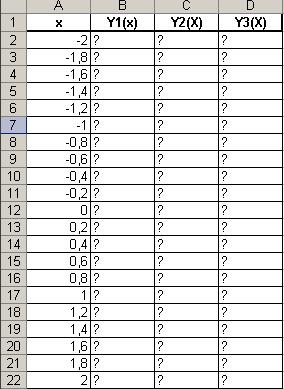 A B C D
1 x Y1(x) Y2(X) Y3(X)
2 -2 ? ? ?
3 -1,8 ? ? ?
4 -1,6 ? ? ?
5 -1,4 ? ? ?
6 -1,2 ? ? ?
7 -1 ? ? ?
8 -0,8 ? ? ?
9 -0,6 ? ? ?
10 -0,4 ? ? ?
11 -0,2 ? ? ?
12 0 ? ? ?
13 0,2 ? ? ?
14 0,4 ? ? ?
15 0,6 ? ? ?
16 0,8 ? ? ?
17 1 ? ? ?
18 1,2 ? ? ?
19 1,4 ? ? ?
20 1,6 ? ? ?
21 1,8 ? ? ?
22 2 ? ? ?